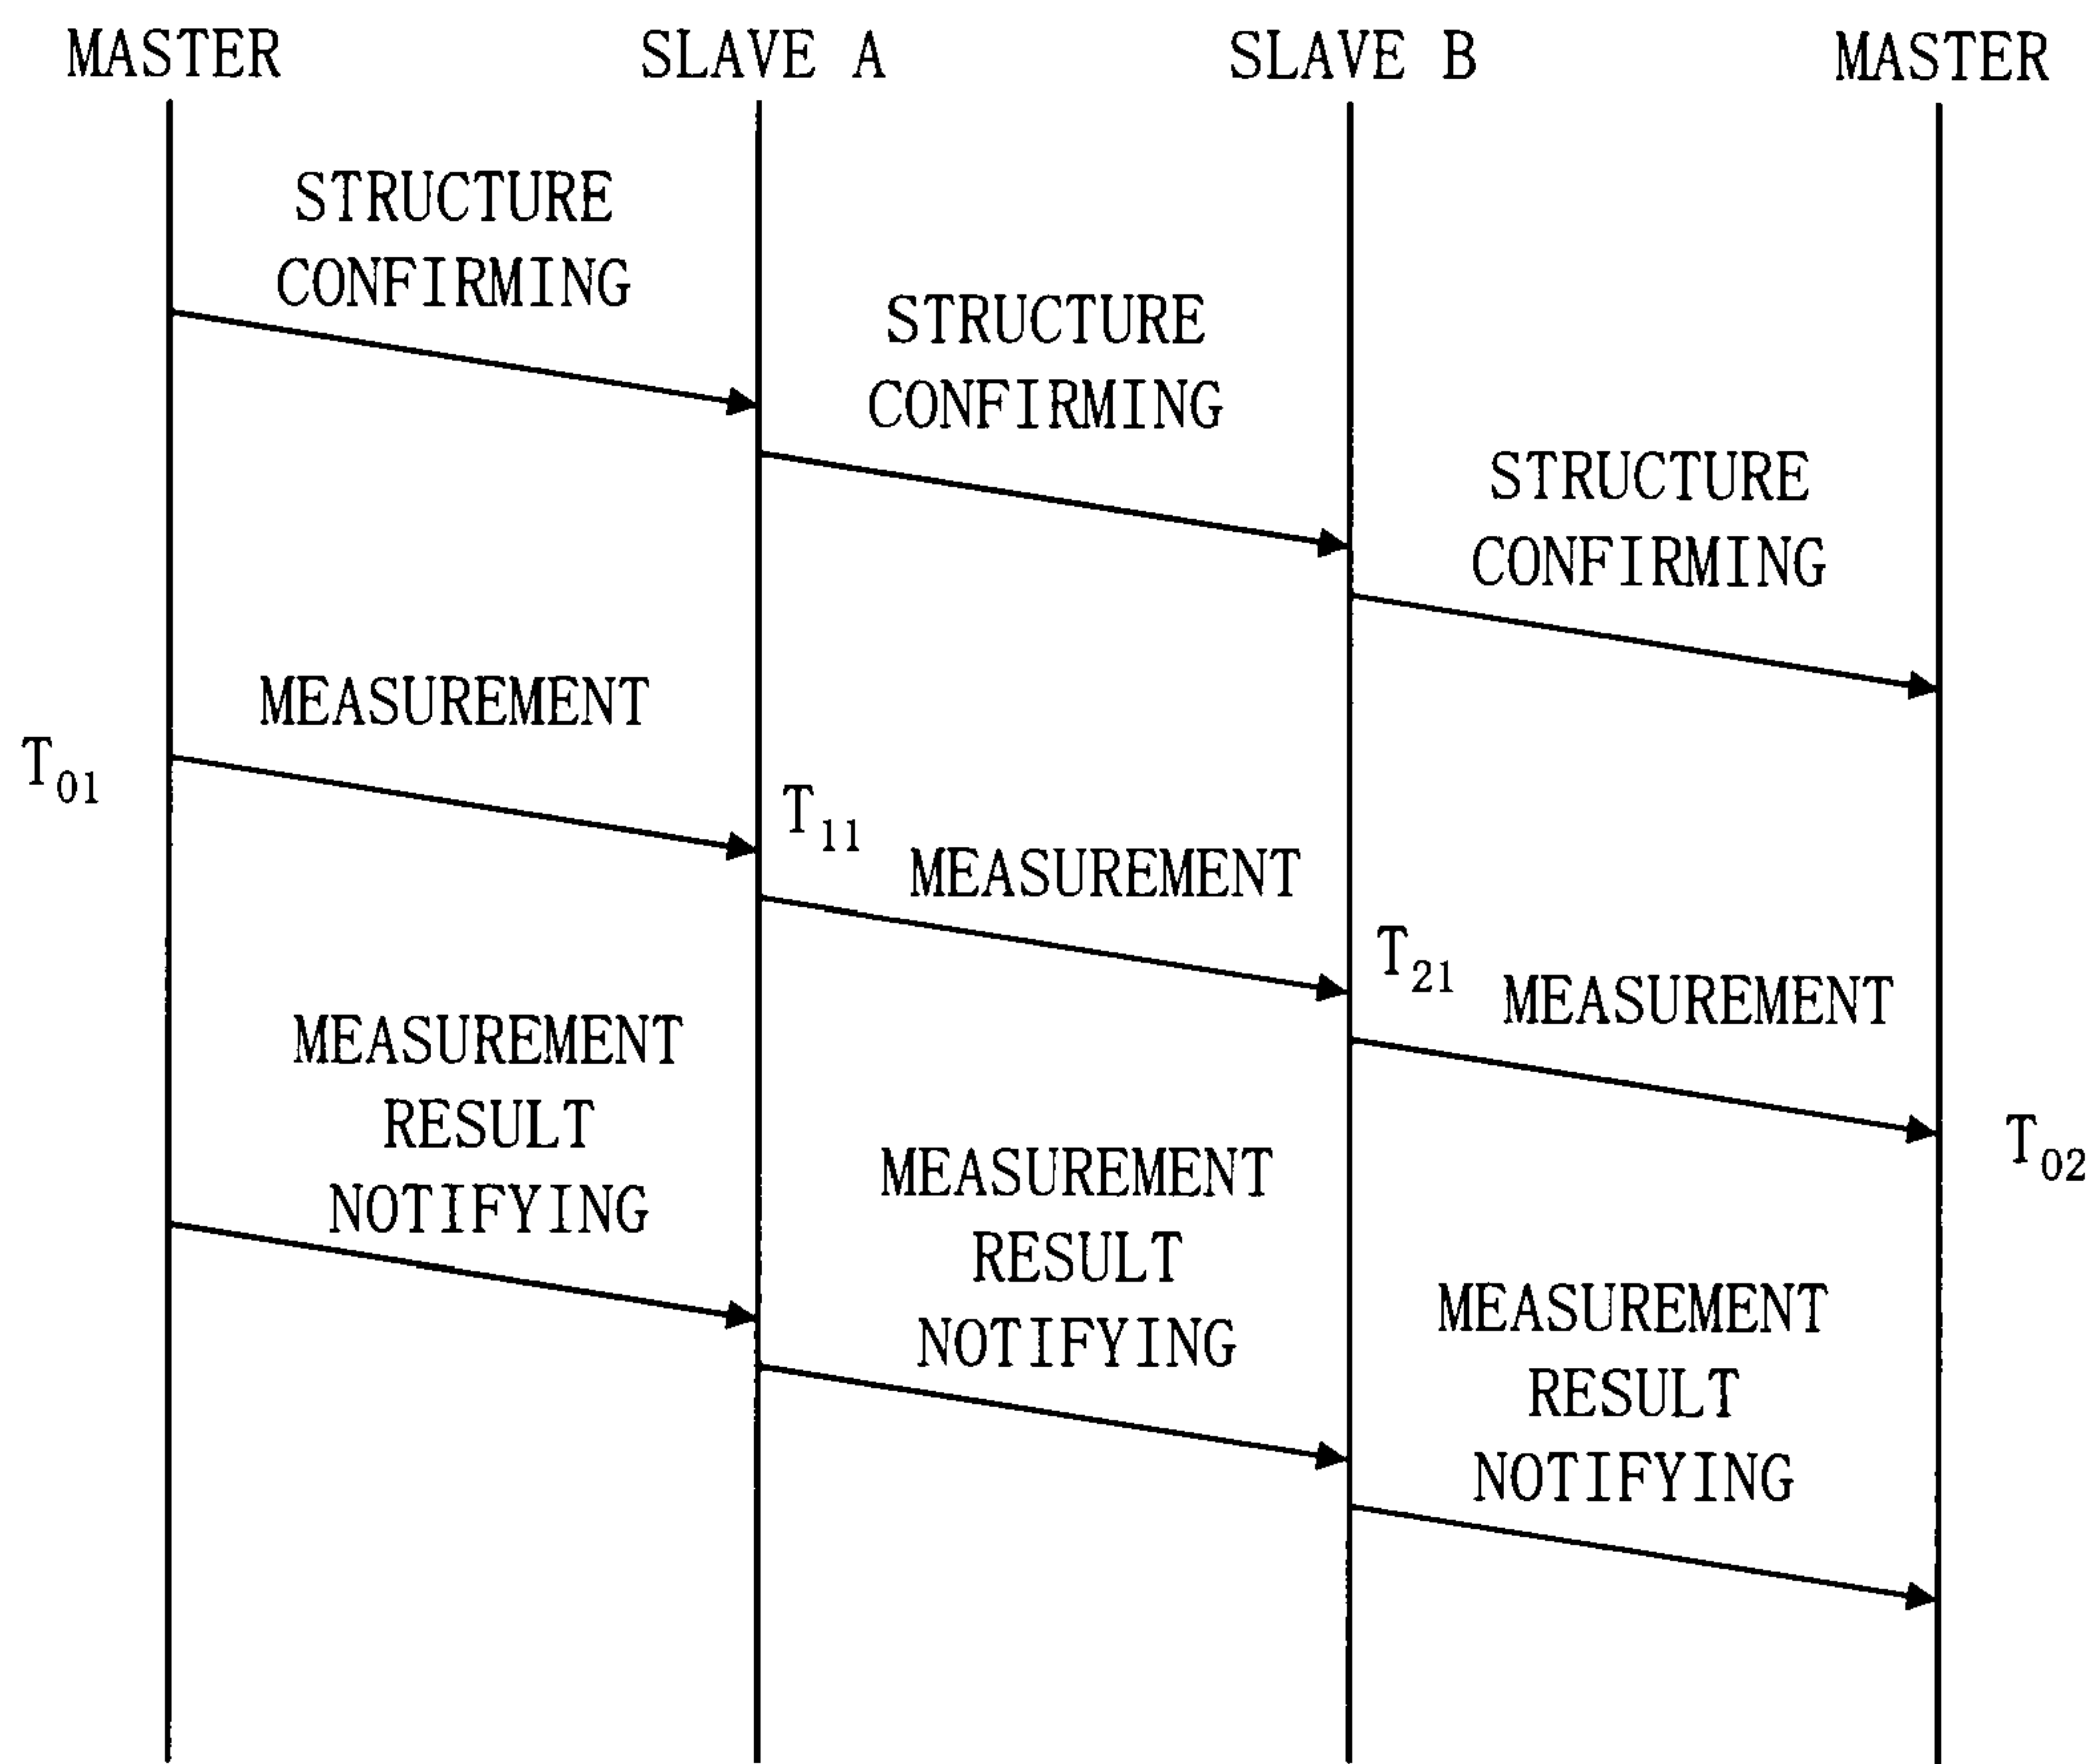 MASTER
SLAVE A
SLAVE B
MASTER
STRUCTURE
CONFIRMING
STRUCTURE
CONFIRMING
STRUCTURE
CONFIRMING
MEASUREMENT
T01
T11
MEASUREMENT
T21
MEASUREMENT
T02
MEASUREMENT
RESULT
NOTIFYING
MEASUREMENT
RESULT
NOTIFYING
MEASUREMENT
RESULT
NOTIFYING